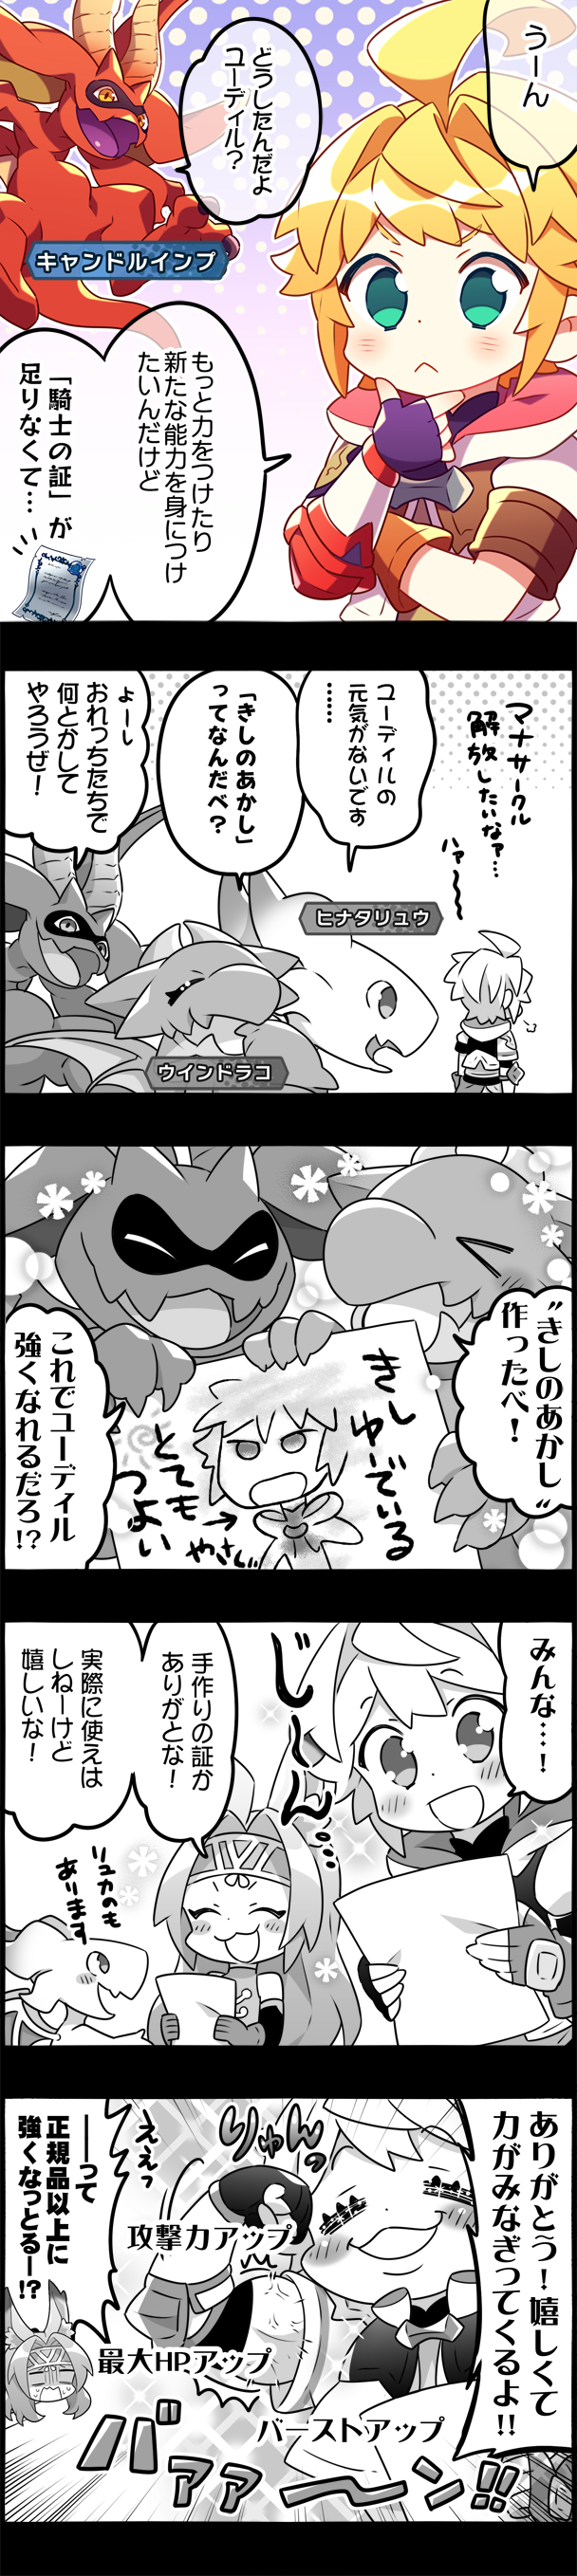 うーん
どうしたんだよ
ユーディル？
キャンドルインプ
もっと力をつけたり
新たな能力を身につけ
たいんだけど
「騎士の証」が
足りなくて…
マナサークル
解放したいなァ…
ハァ〜〜
ユーディルの
元気がないです
……
ヒナタリュウ
「きしのあかし」
ってなんだべ？
ウインドラコ
よーし
おれっちたちで
何とかして
やろうぜ！
“きしのあかし”
作ったべ！
きし
ゆーでいる
とても
つよい
やさしい
これでユーディル
強くなれるだろ!?
みんな…！
じ〜〜ん…
手作りの証か
ありがとな！
実際に使えは
しねーけど
嬉しいな！
リュカのも
あります
ありがとう！嬉しくて
力がみなぎってくるよ!!
りゅんっ
ええっ
攻撃力アップ
最大HPアップ
バーストアップ
バァァーン!!
――って
正規品以上に
強くなっとるー!?